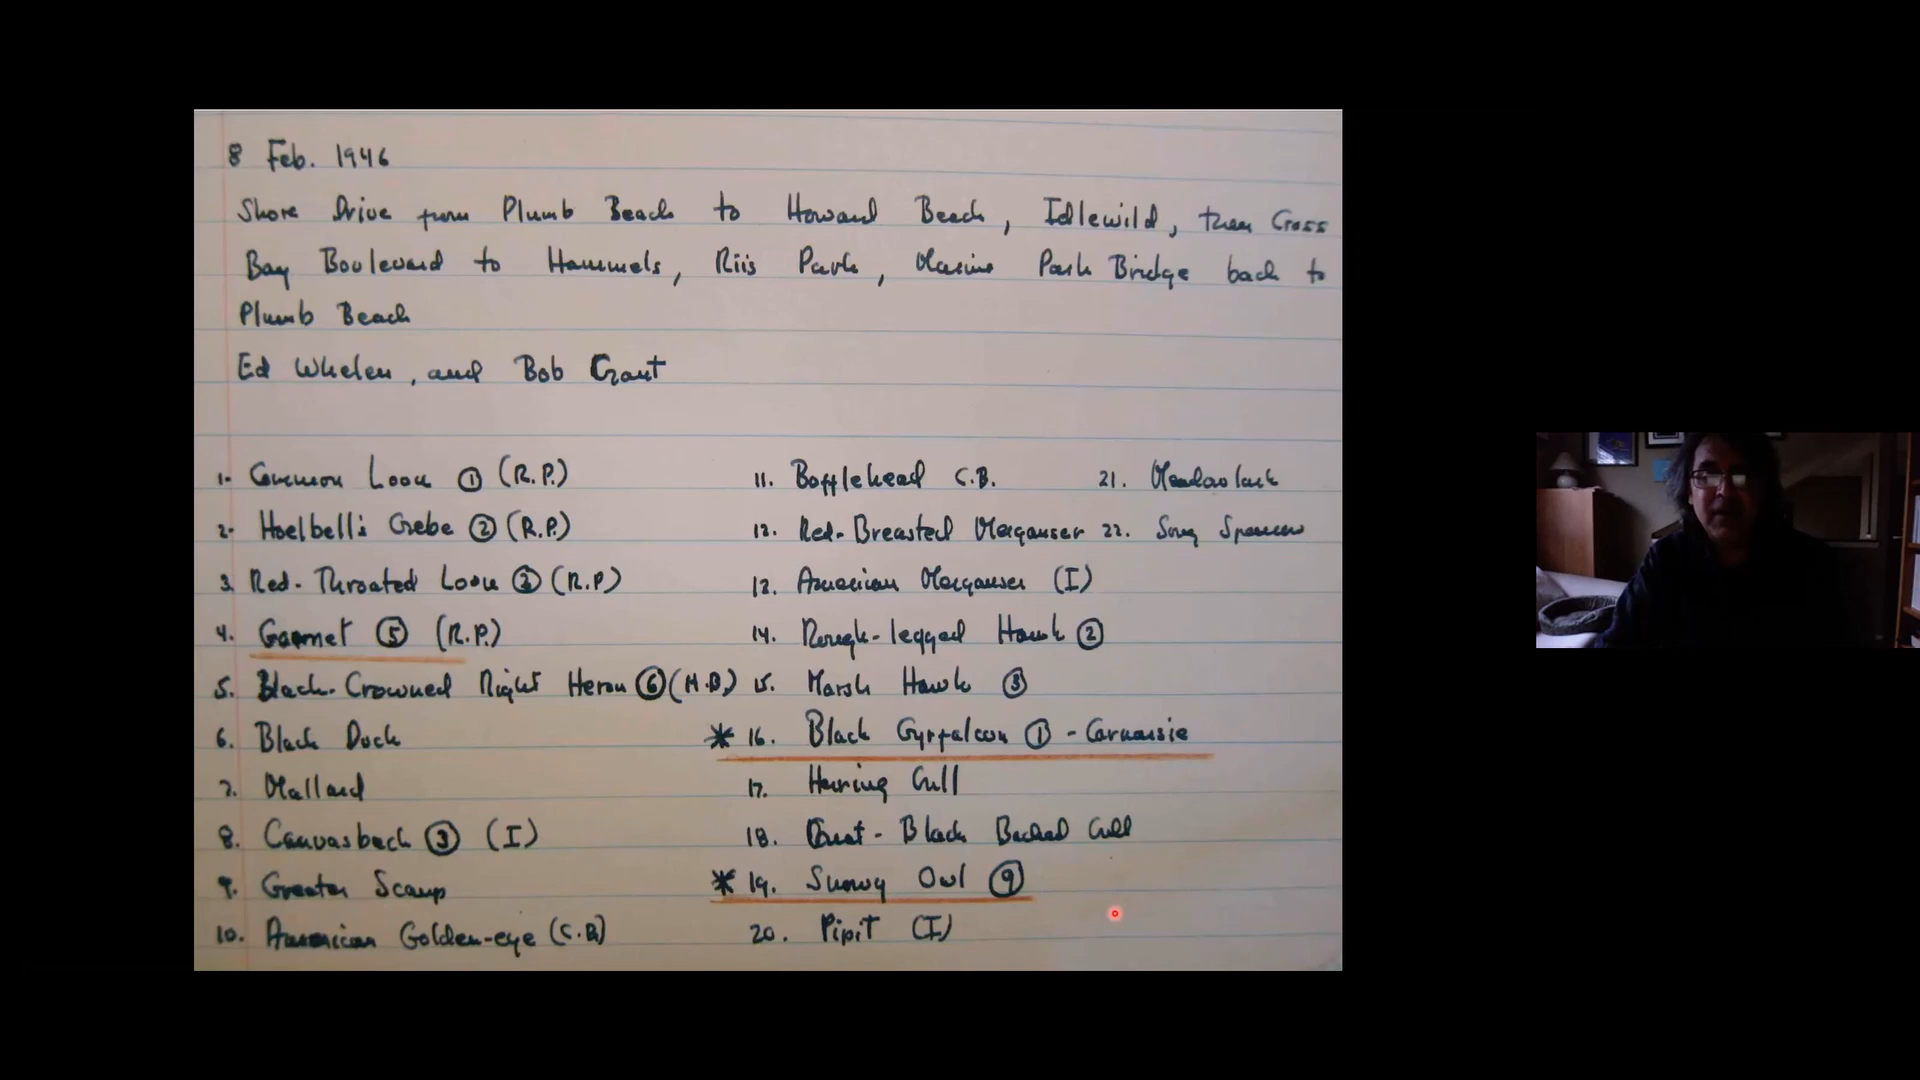 8 Feb. 1946
Shore Drive from Plumb Beach to Howard Beach, Idlewild, then Cross
Bay Boulevard to Hammels, Riis Park, Marine Park Bridge back to
Plumb Beach
Ed Whelen, and Bob Grant
1. Common Loon ① (R.P.)
2. Hoelbell's Grebe ② (R.P.)
3. Red-Throated Loon ② (R.P)
4. Gannet ⑤ (R.P.)
5. Black-Crowned Night Heron ⑥ (H.B.)
6. Black Duck
7. Mallard
8. Canvasback ③ (I)
9. Greater Scaup
10. American Golden-eye (C.B.)
11. Bufflehead C.B.
12. Red-Breasted Merganser
13. American Merganser (I)
14. Rough-legged Hawk ②
15. Marsh Hawk ③
* 16. Black Gyrfalcon ① - Carnarsie
17. Herring Gull
18. Great-Black Backed Gull
* 19. Snowy Owl ⑨
20. Pipit (I)
21. Meadowlark
22. Song Sparrow